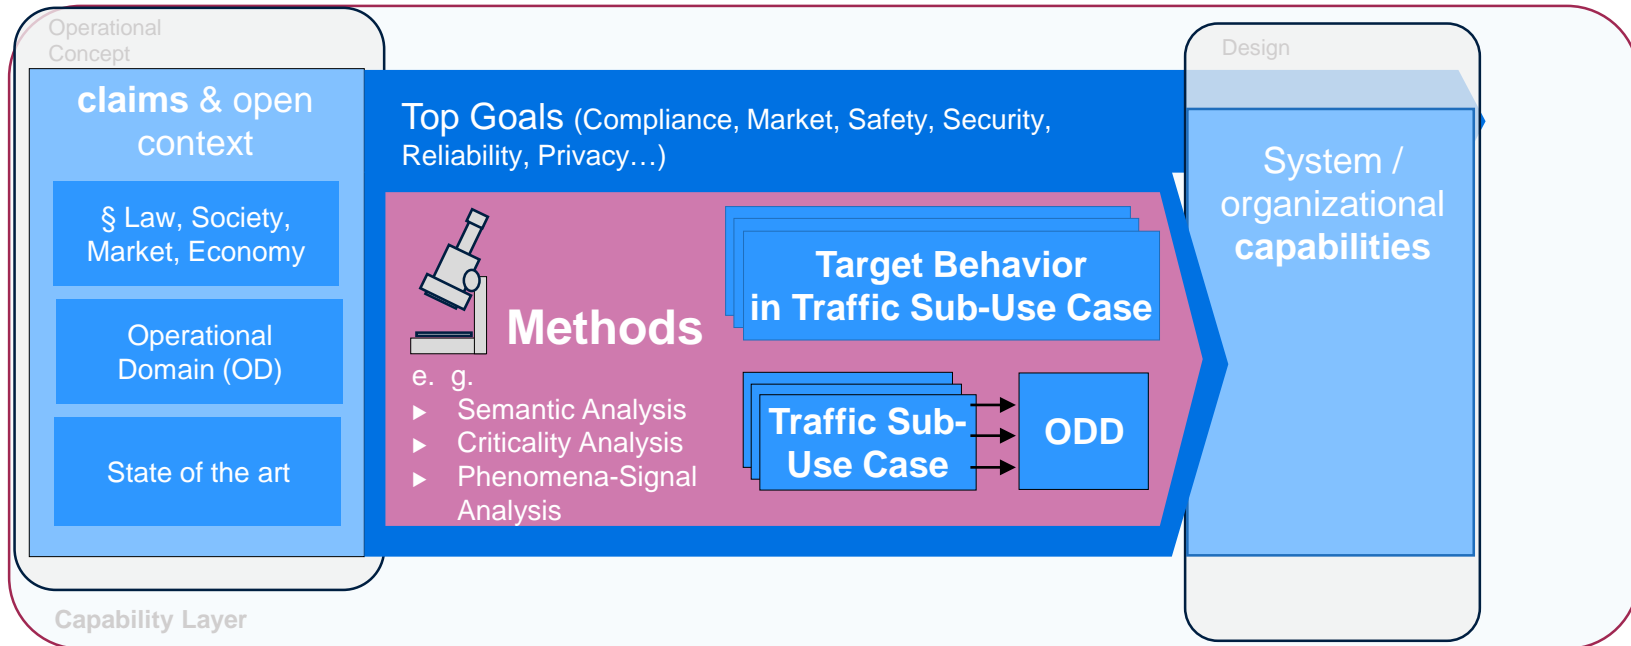 Operational
Concept
claims & open
context
§ Law, Society,
Market, Economy
Operational
Domain (OD)
State of the art
Capability Layer
Top Goals (Compliance, Market, Safety, Security,
Reliability, Privacy…)
Methods
e. g.
► Semantic Analysis
► Criticality Analysis
► Phenomena-Signal
Analysis
Target Behavior
in Traffic Sub-Use Case
Traffic Sub-
Use Case
ODD
Design
System /
organizational
capabilities